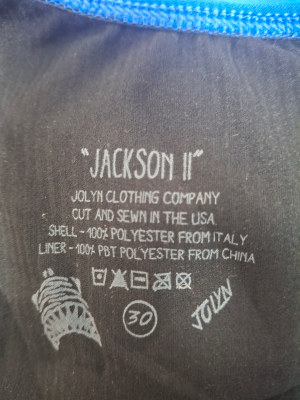 "JACKSON II"
JOLYN CLOTHING COMPANY
CUT AND SEWN IN THE USA
SHELL - 100% POLYESTER FROM ITALY
LINER - 100% PBT POLYESTER FROM CHINA
30
JOLYN